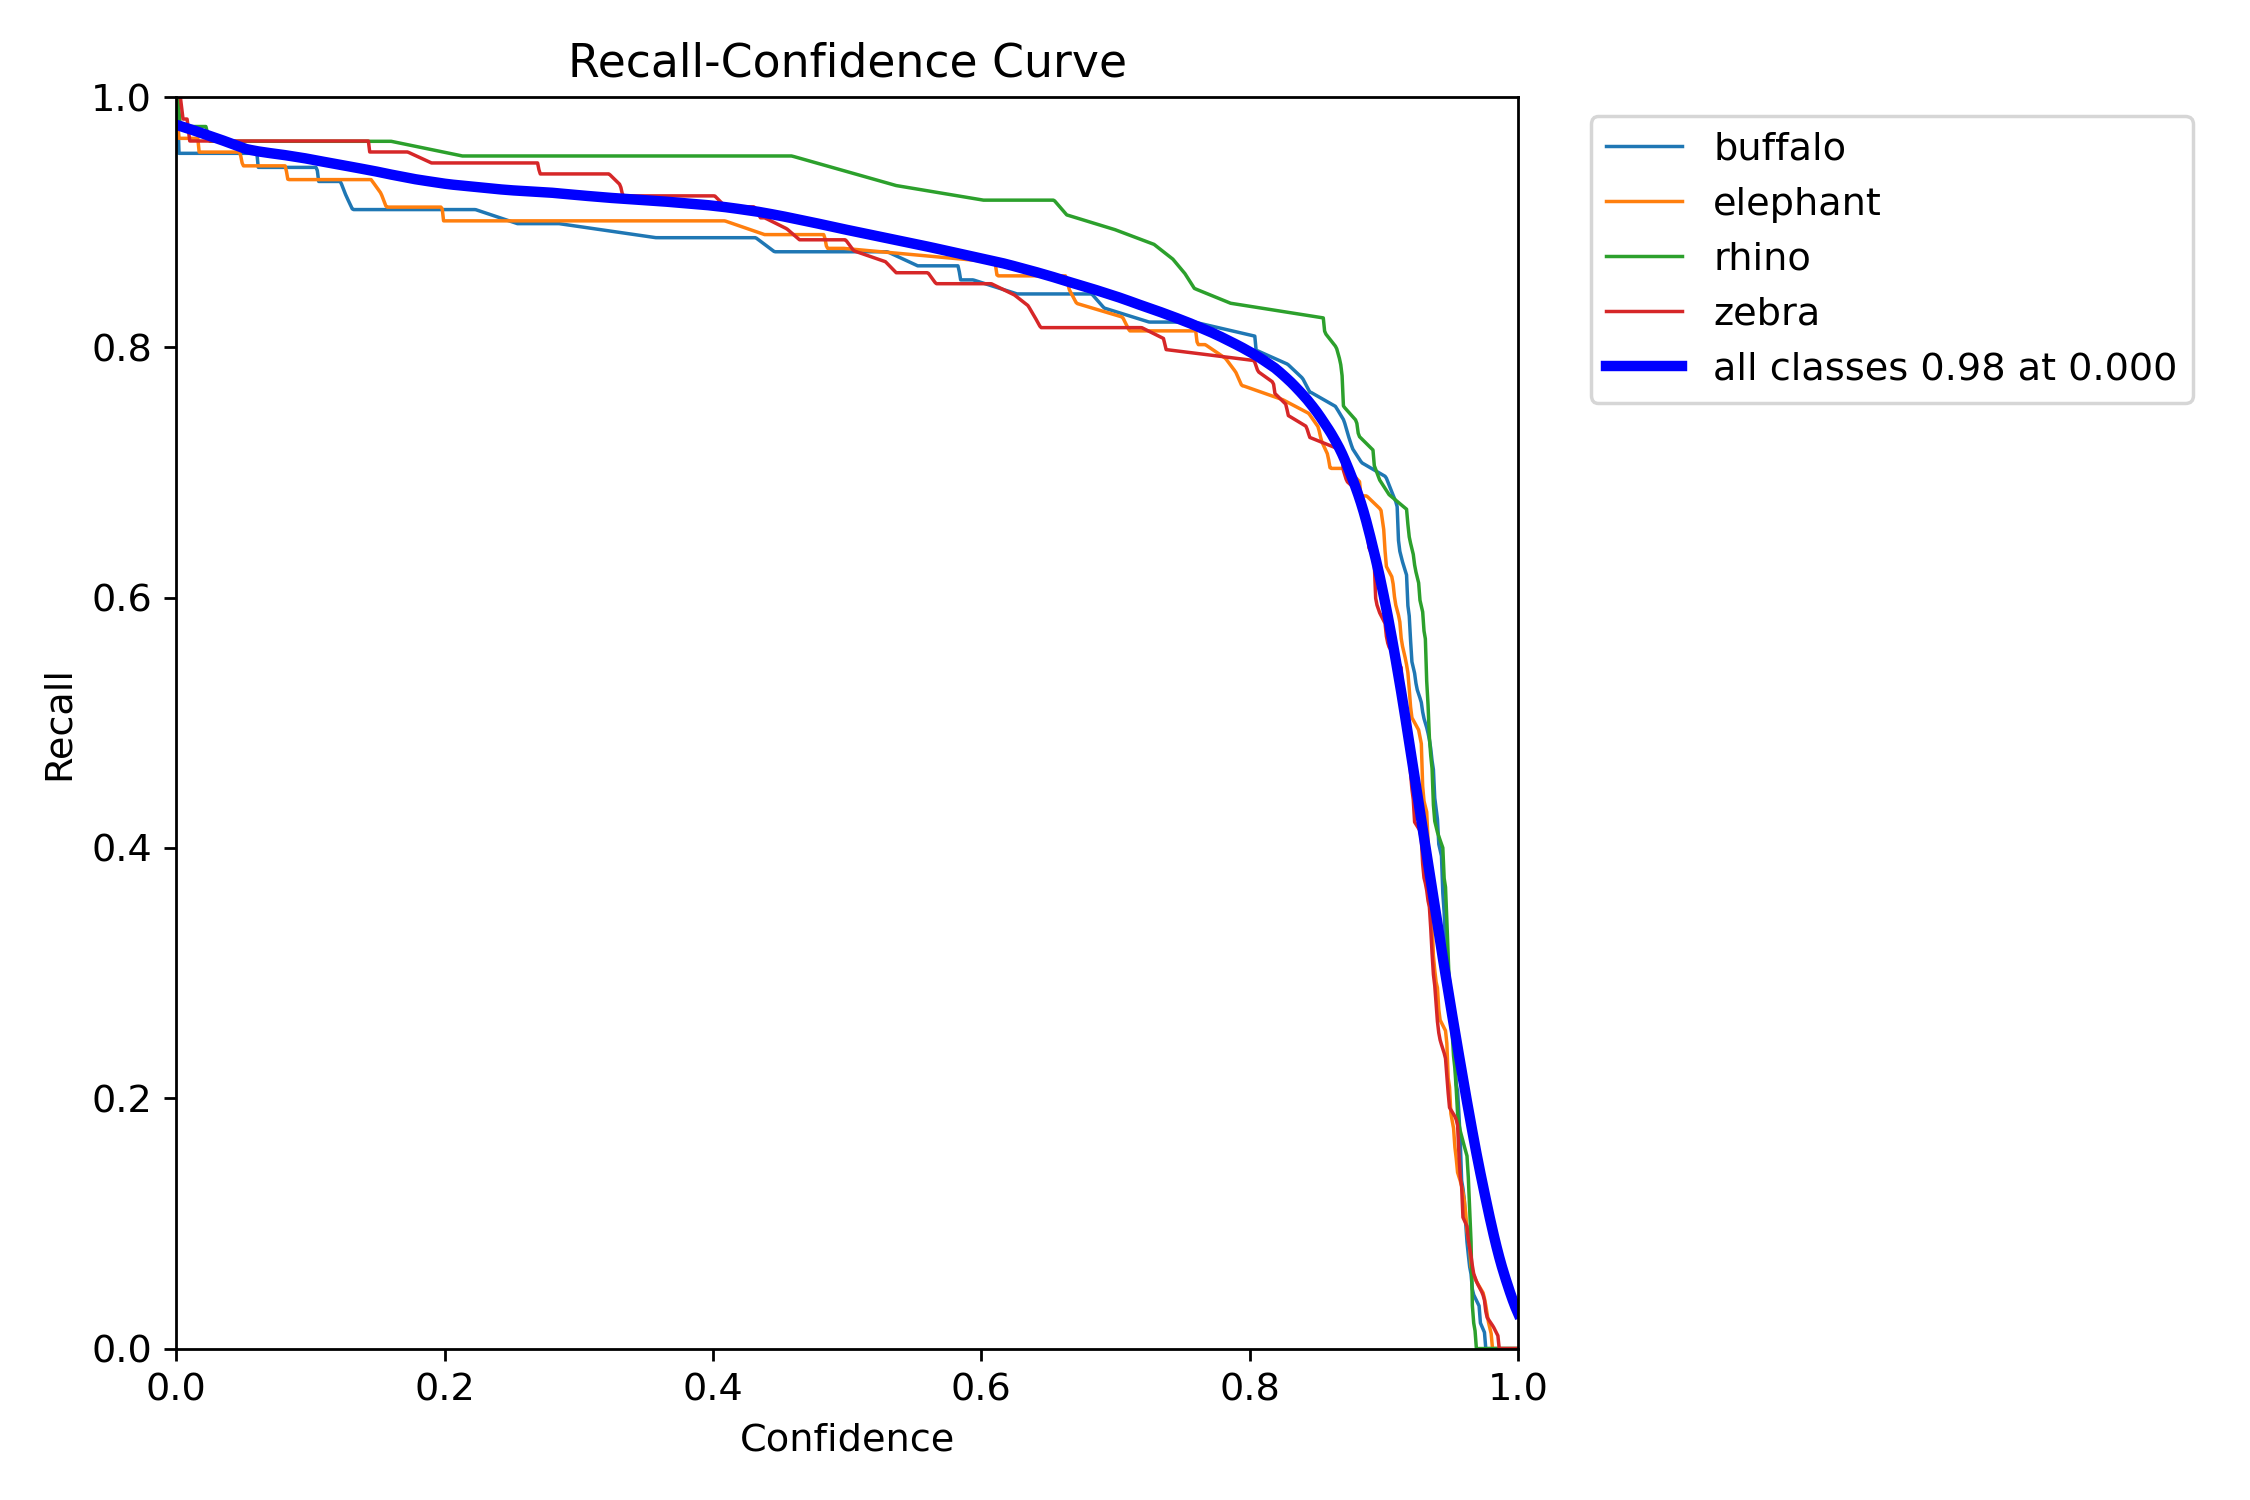 Recall-Confidence Curve
1.0
0.8
0.6
0.4
0.2
0.0
Recall
0.0 0.2 0.4 0.6 0.8 1.0
Confidence
buffalo
elephant
rhino
zebra
all classes 0.98 at 0.000